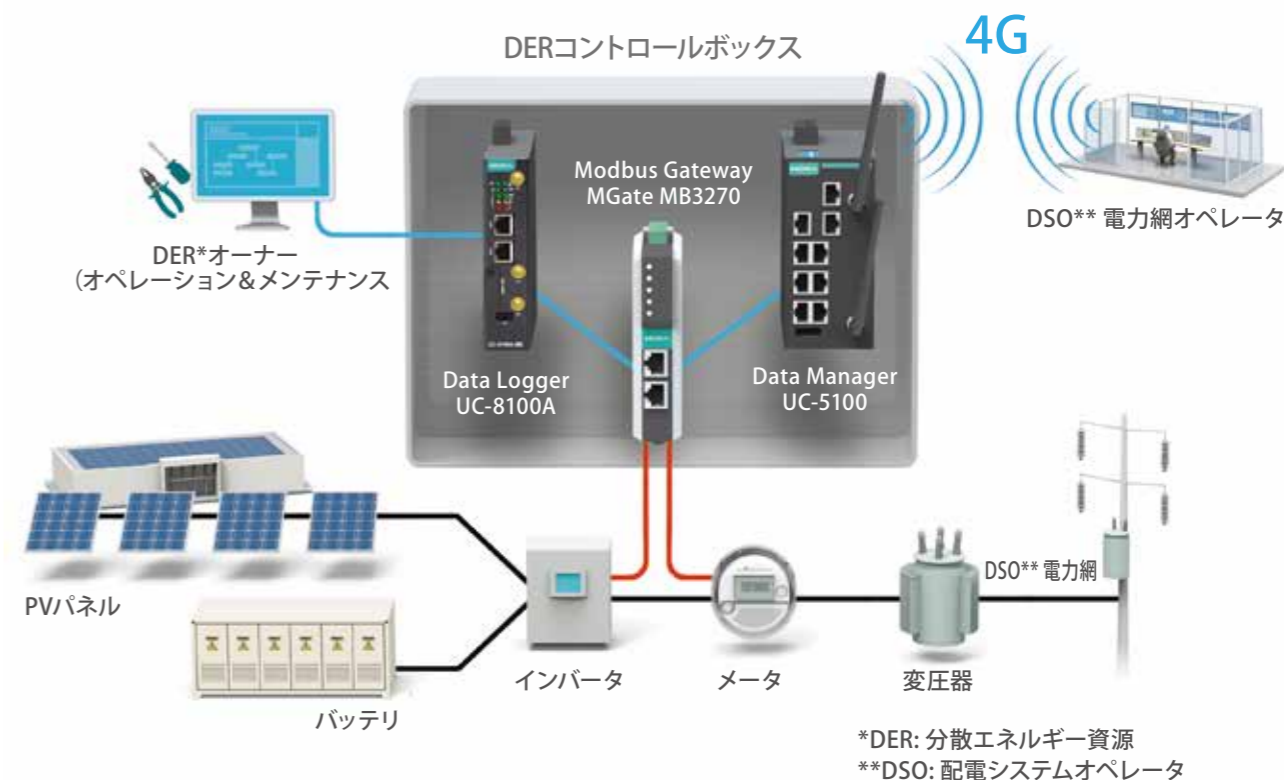 DERコントロールボックス
4G
DER*オーナー
(オペレーション&メンテナンス
Modbus Gateway
MGate MB3270
DSO** 電力網オペレータ
Data Logger
UC-8100A
Data Manager
UC-5100
PVパネル
バッテリ
インバータ
メータ
変圧器
DSO** 電力網
*DER: 分散エネルギー資源
**DSO: 配電システムオペレータ